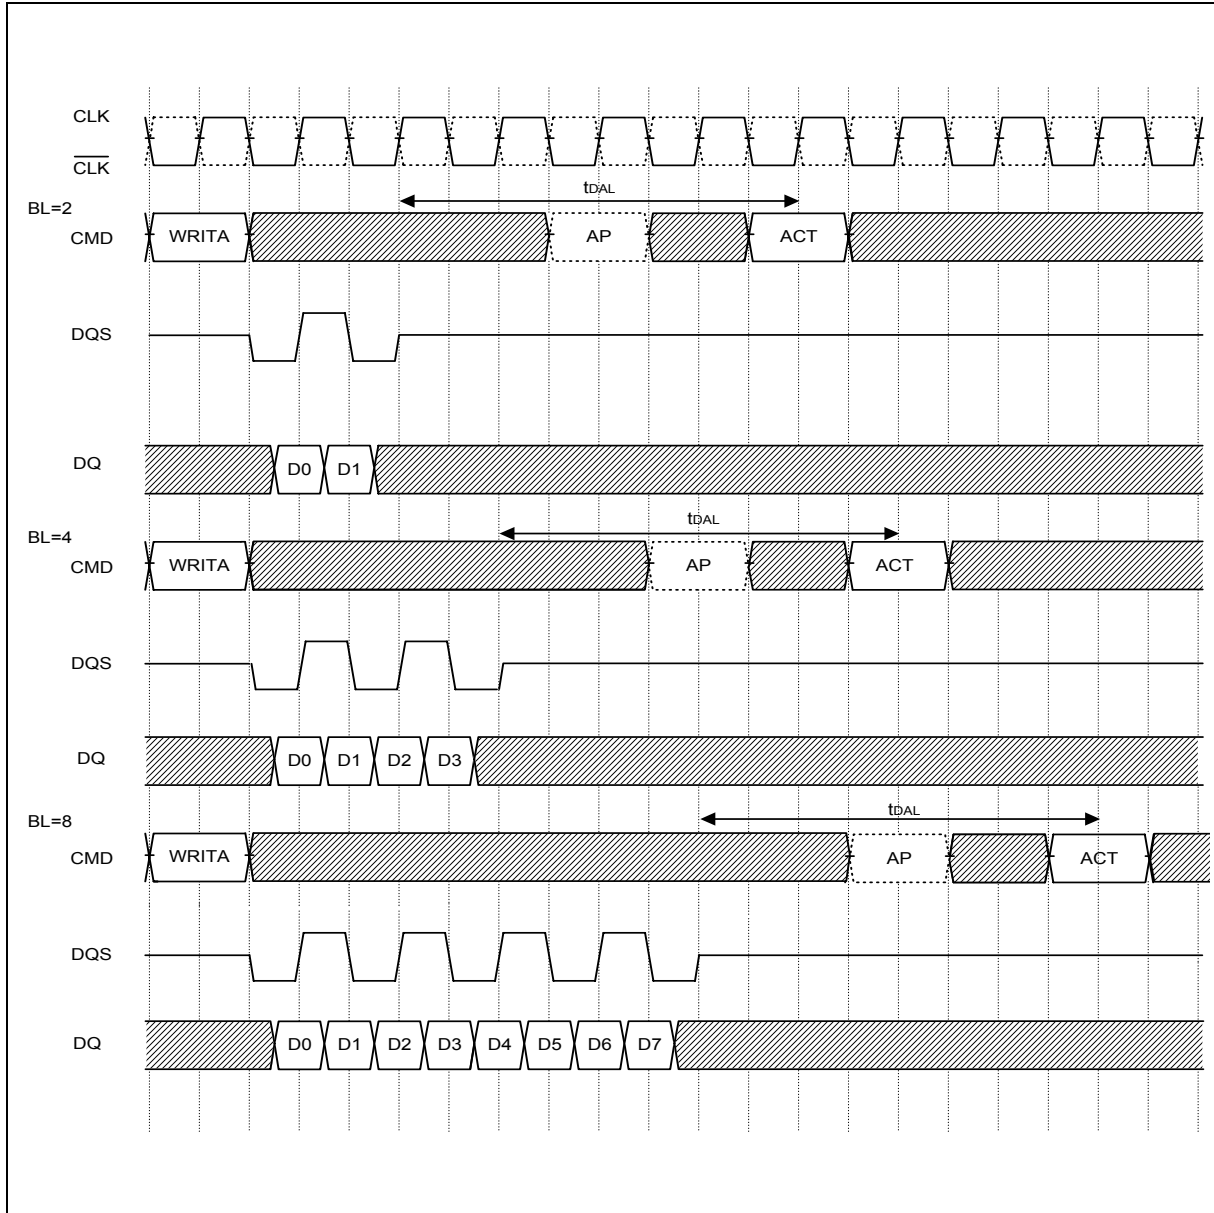 CLK
CLK
tDAL
BL=2
CMD WRITA AP ACT
DQS
DQ D0 D1
tDAL
BL=4
CMD WRITA AP ACT
DQS
DQ D0 D1 D2 D3
tDAL
BL=8
CMD WRITA AP ACT
DQS
DQ D0 D1 D2 D3 D4 D5 D6 D7